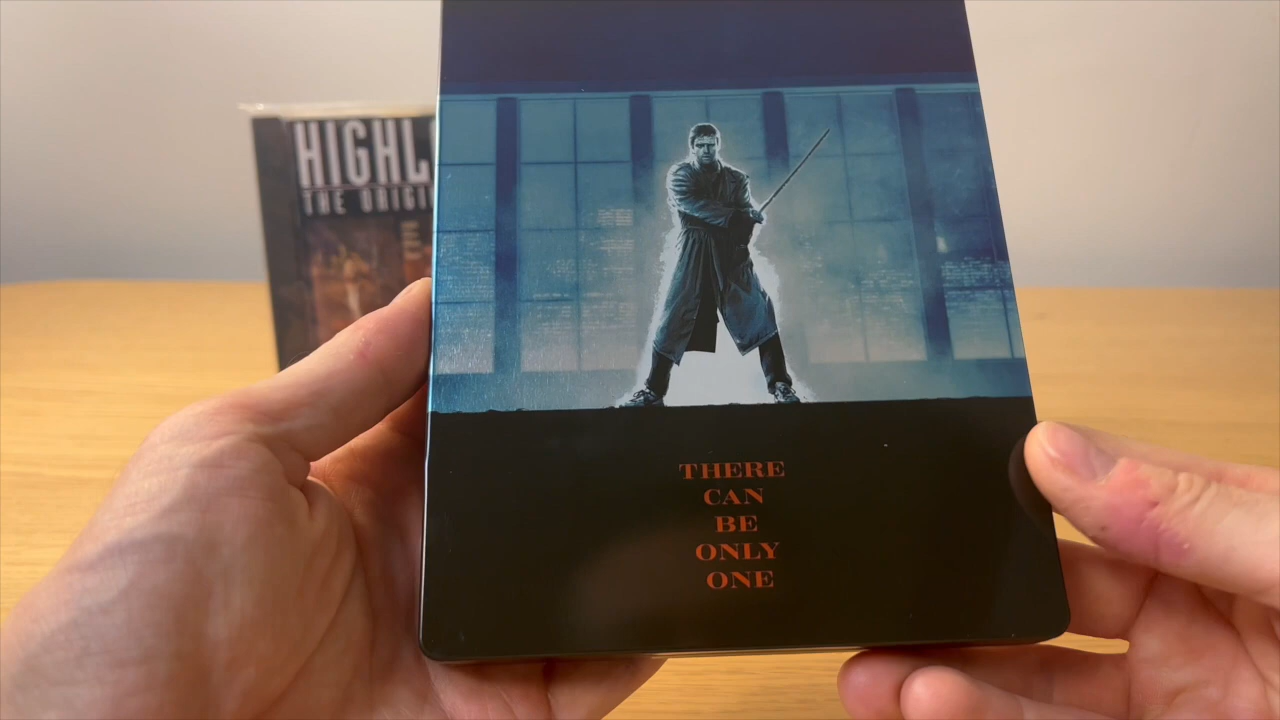 HIGHL
THE ORIGI
THERE
CAN
BE
ONLY
ONE